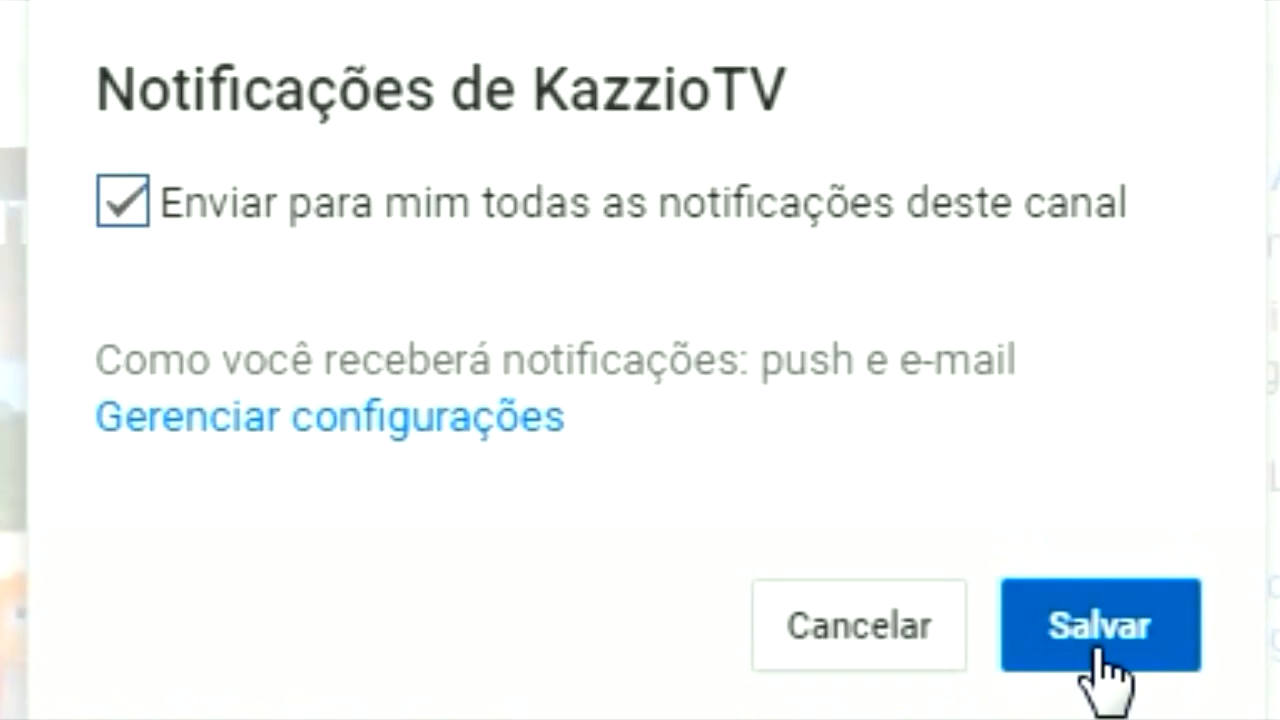 Notificações de KazzioTV
Enviar para mim todas as notificações deste canal
Como você receberá notificações: push e e-mail
Gerenciar configurações
Cancelar
Salvar